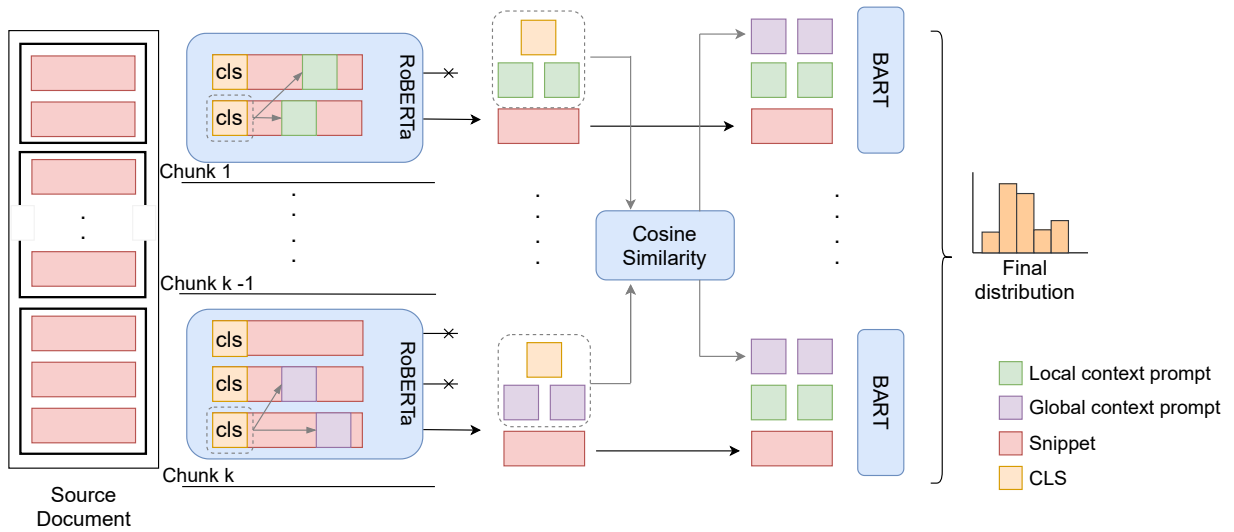 Source
Document
cls
cls
RoBERTa
Chunk 1
Chunk k -1
cls
cls
cls
RoBERTa
Chunk k
Cosine
Similarity
BART
BART
Final
distribution
Local context prompt
Global context prompt
Snippet
CLS